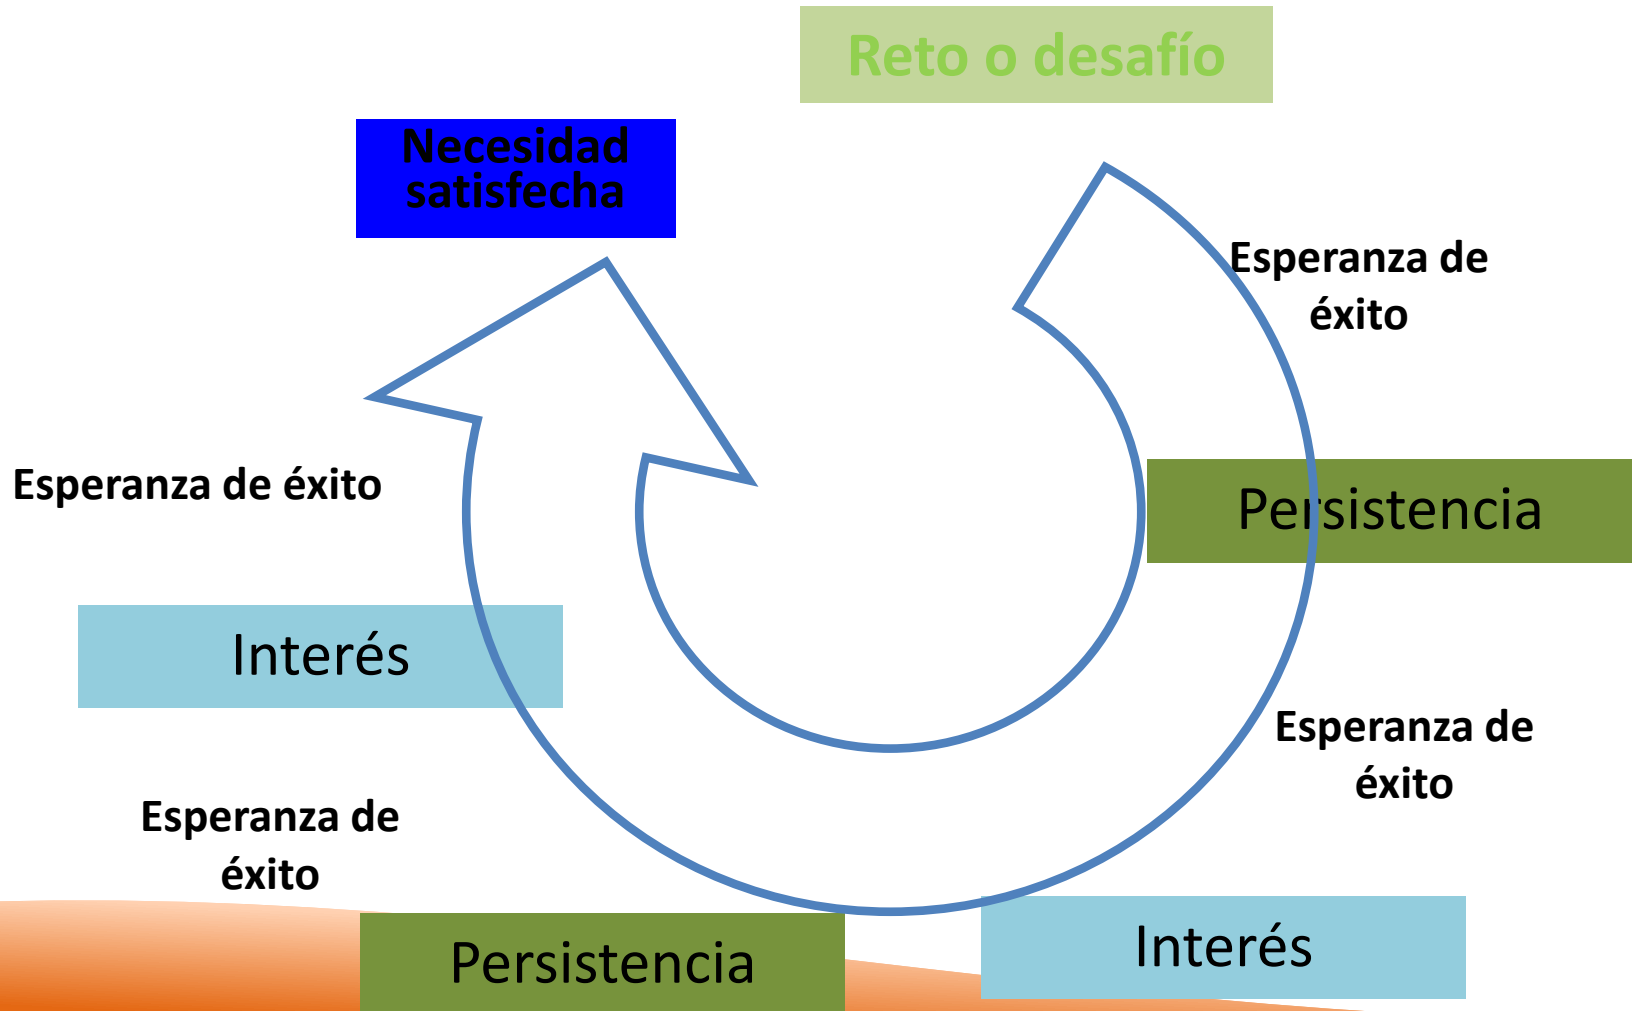 Reto o desafío
Necesidad
satisfecha
Esperanza de
éxito
Esperanza de éxito
Persistencia
Interés
Esperanza de
éxito
Esperanza de
éxito
Interés
Persistencia